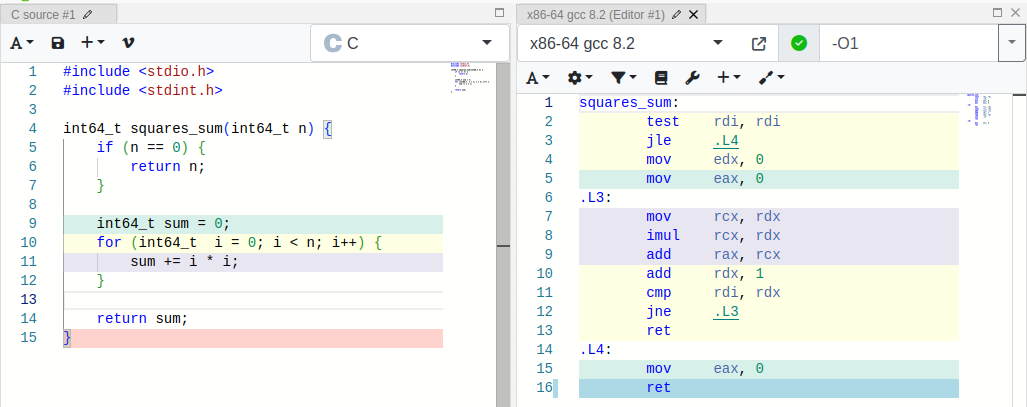 C source #1
C
1 #include <stdio.h>
2 #include <stdint.h>
3
4 int64_t squares_sum(int64_t n) {
5     if (n == 0) {
6         return n;
7     }
8
9     int64_t sum = 0;
10     for (int64_t  i = 0; i < n; i++) {
11         sum += i * i;
12     }
13
14     return sum;
15 }
x86-64 gcc 8.2 (Editor #1)
x86-64 gcc 8.2 -O1
1 squares_sum:
2         test    rdi, rdi
3         jle     .L4
4         mov     edx, 0
5         mov     eax, 0
6 .L3:
7         mov     rcx, rdx
8         imul    rcx, rdx
9         add     rax, rcx
10         add     rdx, 1
11         cmp     rdi, rdx
12         jne     .L3
13         ret
14 .L4:
15         mov     eax, 0
16         ret